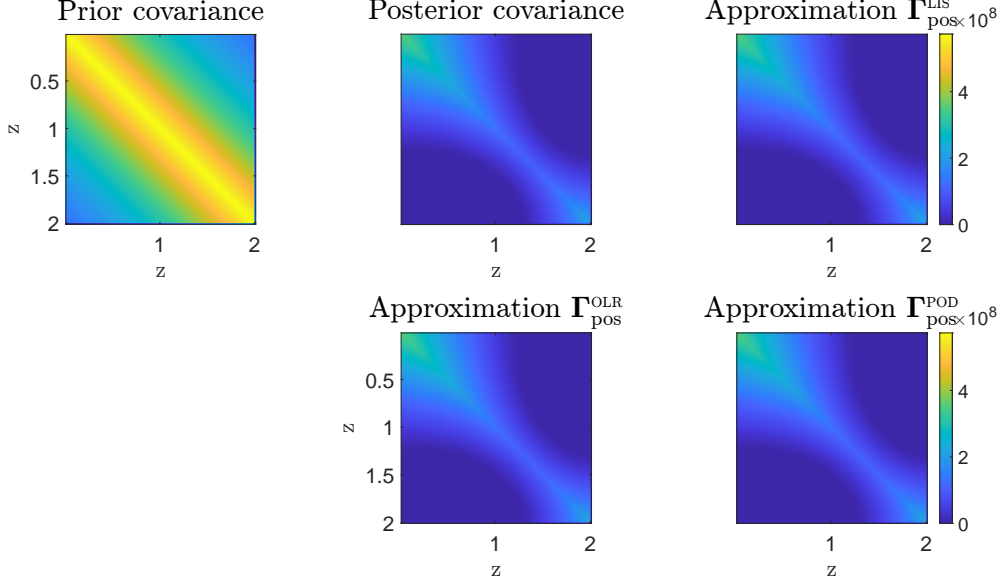 Prior covariance
Posterior covariance
Approximation Γ_pos^LIS
×10^8
0.5
1
1.5
2
z
1
2
z
1
2
z
1
2
z
4
2
0
Approximation Γ_pos^OLR
Approximation Γ_pos^POD
×10^8
0.5
1
1.5
2
z
1
2
z
1
2
z
4
2
0